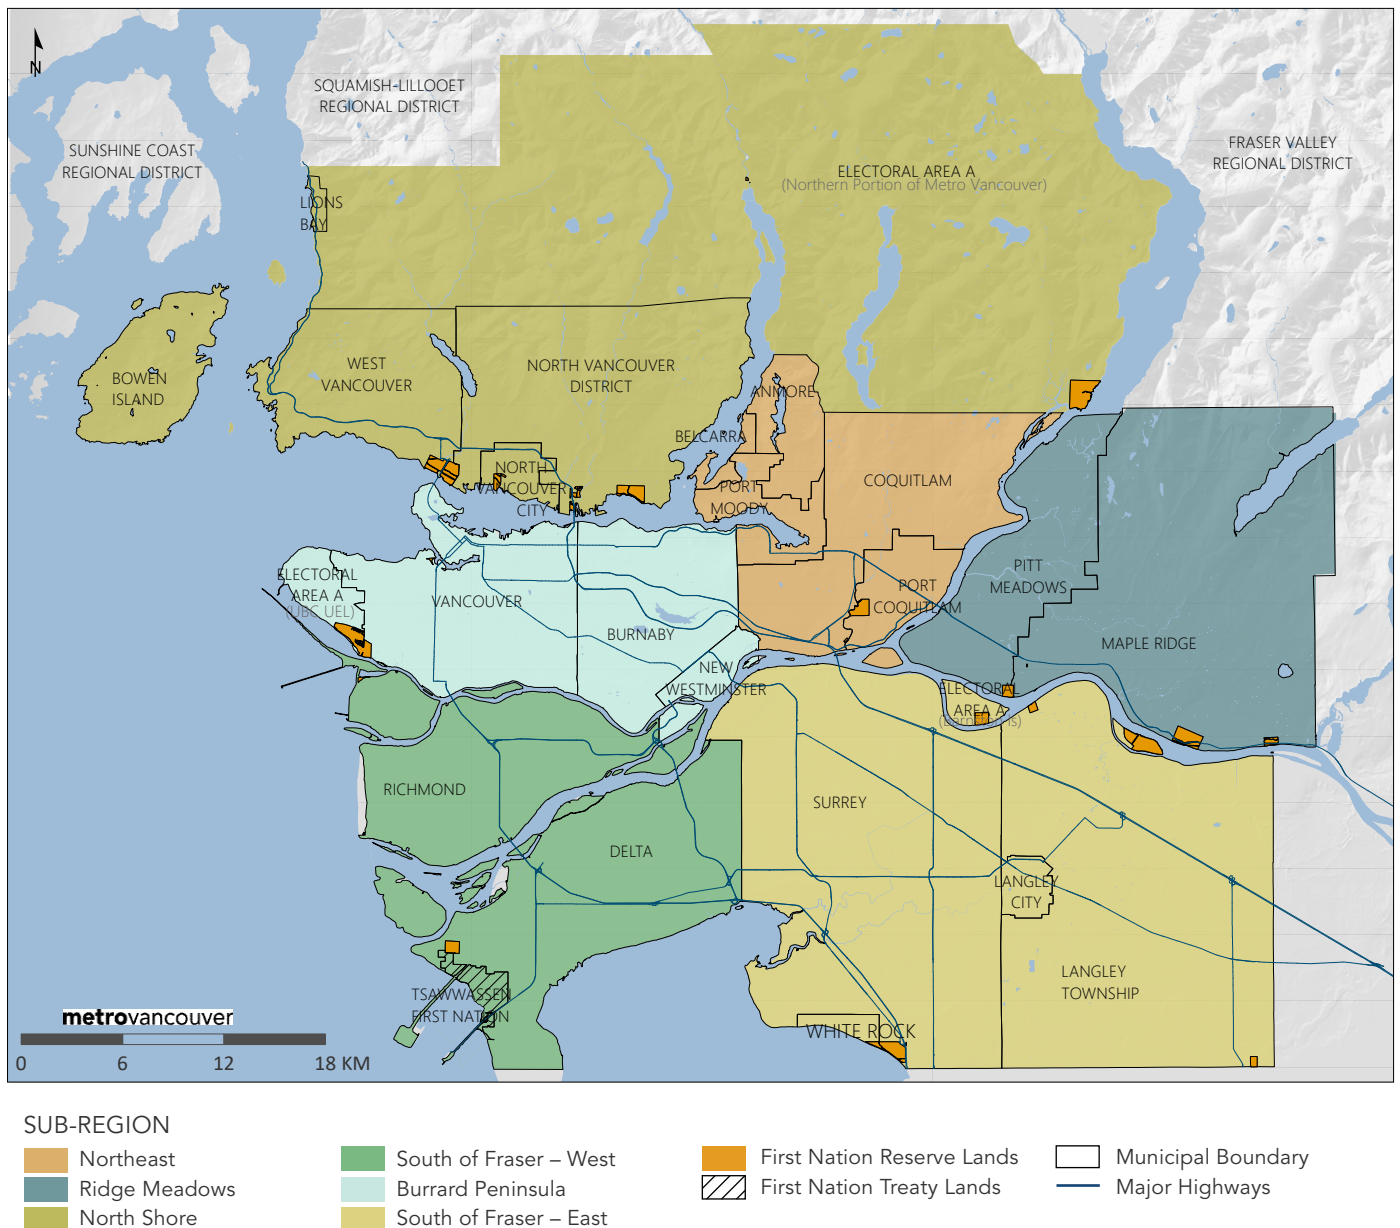 N
SQUAMISH-LILLOOET
REGIONAL DISTRICT
SUNSHINE COAST
REGIONAL DISTRICT
FRASER VALLEY
REGIONAL DISTRICT
ELECTORAL AREA A
(Northern Portion of Metro Vancouver)
LIONS
BAY
BOWEN
ISLAND
WEST
VANCOUVER
NORTH VANCOUVER
DISTRICT
ANMORE
BELCARRA
NORTH
VANCOUVER
CITY
PORT
MOODY
COQUITLAM
ELECTORAL
AREA A
(UBC UEL)
VANCOUVER
BURNABY
PORT
COQUITLAM
PITT
MEADOWS
MAPLE RIDGE
NEW
WESTMINSTER
ELECTORAL
AREA A
(Barnston Is)
RICHMOND
SURREY
DELTA
LANGLEY
CITY
LANGLEY
TOWNSHIP
TSAWWASSEN
FIRST NATION
WHITE ROCK
metrovancouver
0 6 12 18 KM
SUB-REGION
Northeast
Ridge Meadows
North Shore
South of Fraser – West
Burrard Peninsula
South of Fraser – East
First Nation Reserve Lands
First Nation Treaty Lands
Municipal Boundary
Major Highways